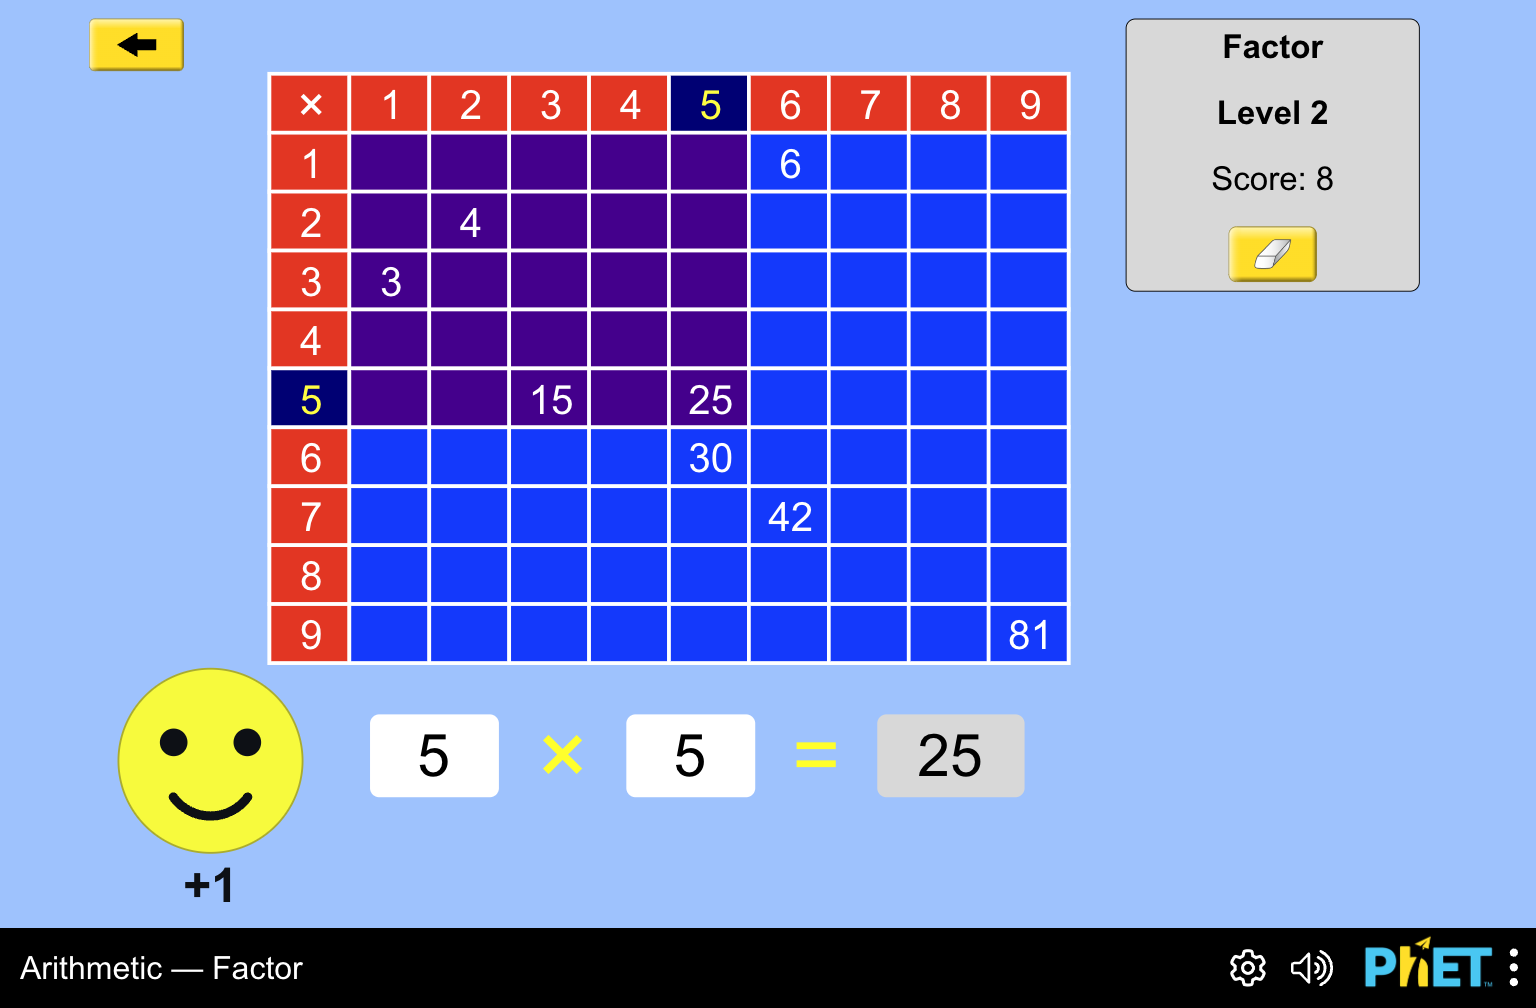 Factor
Level 2
Score: 8
× 1 2 3 4 5 6 7 8 9
1 6
2 4
3 3
4
5 15 25
6 30
7 42
8
9 81
5 × 5 = 25
+1
Arithmetic — Factor
PhET™